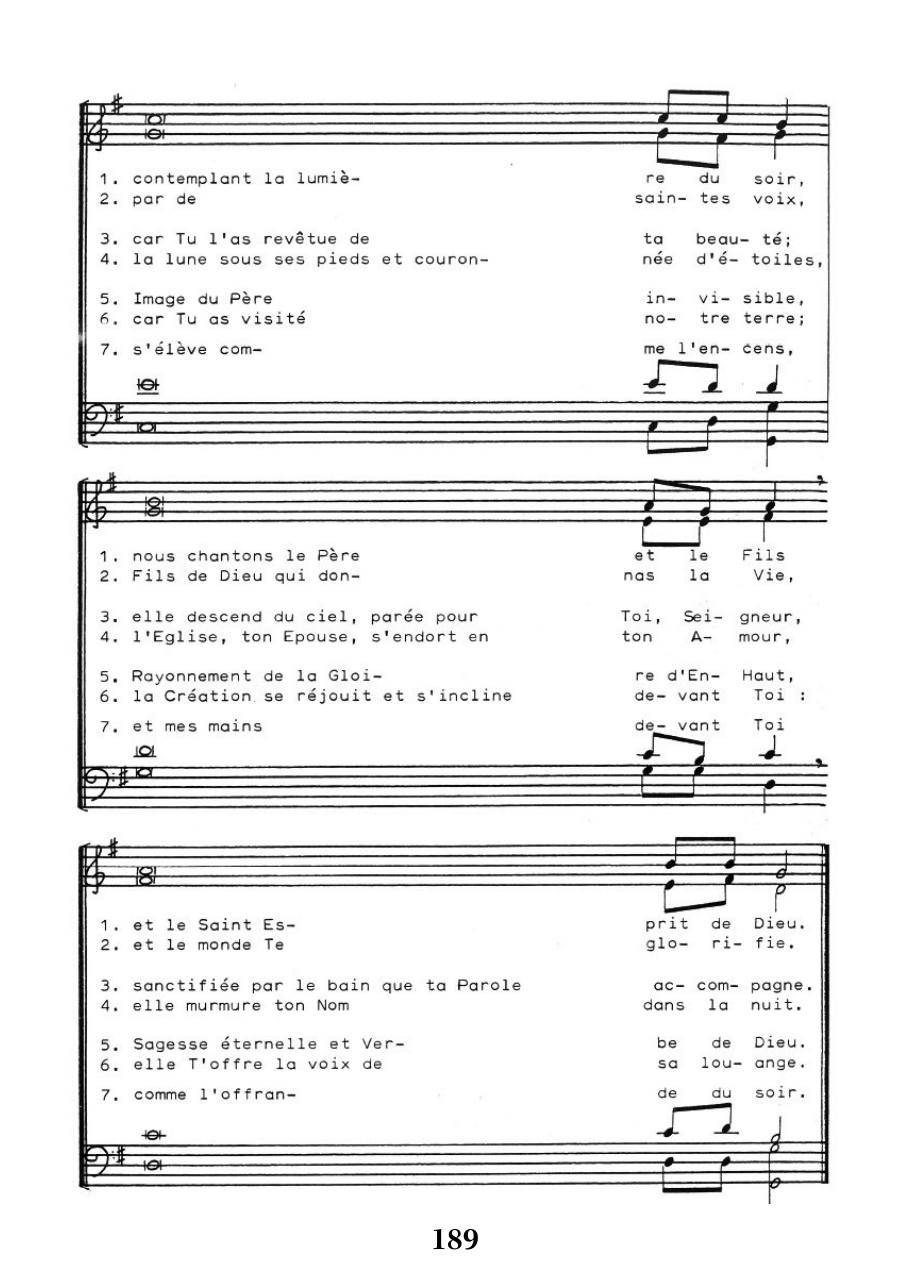 1. contemplant la lumiè- re du soir,
2. par de sain- tes voix,
3. car Tu l'as revêtue de ta beau- té;
4. la lune sous ses pieds et couron- née d'é- toiles,
5. Image du Père in- vi- sible,
6. car Tu as visité no- tre terre;
7. s'élève com- me l'en- cens,
1. nous chantons le Père et le Fils
2. Fils de Dieu qui don- nas la Vie,
3. elle descend du ciel, parée pour Toi, Sei- gneur,
4. l'Eglise, ton Epouse, s'endort en ton A- mour,
5. Rayonnement de la Gloi- re d'En- Haut,
6. la Création se réjouit et s'incline de- vant Toi :
7. et mes mains de- vant Toi
1. et le Saint Es- prit de Dieu.
2. et le monde Te glo- ri- fie.
3. sanctifiée par le bain que ta Parole ac- com- pagne.
4. elle murmure ton Nom dans la nuit.
5. Sagesse éternelle et Ver- be de Dieu.
6. elle T'offre la voix de sa lou- ange.
7. comme l'offran- de du soir.
189